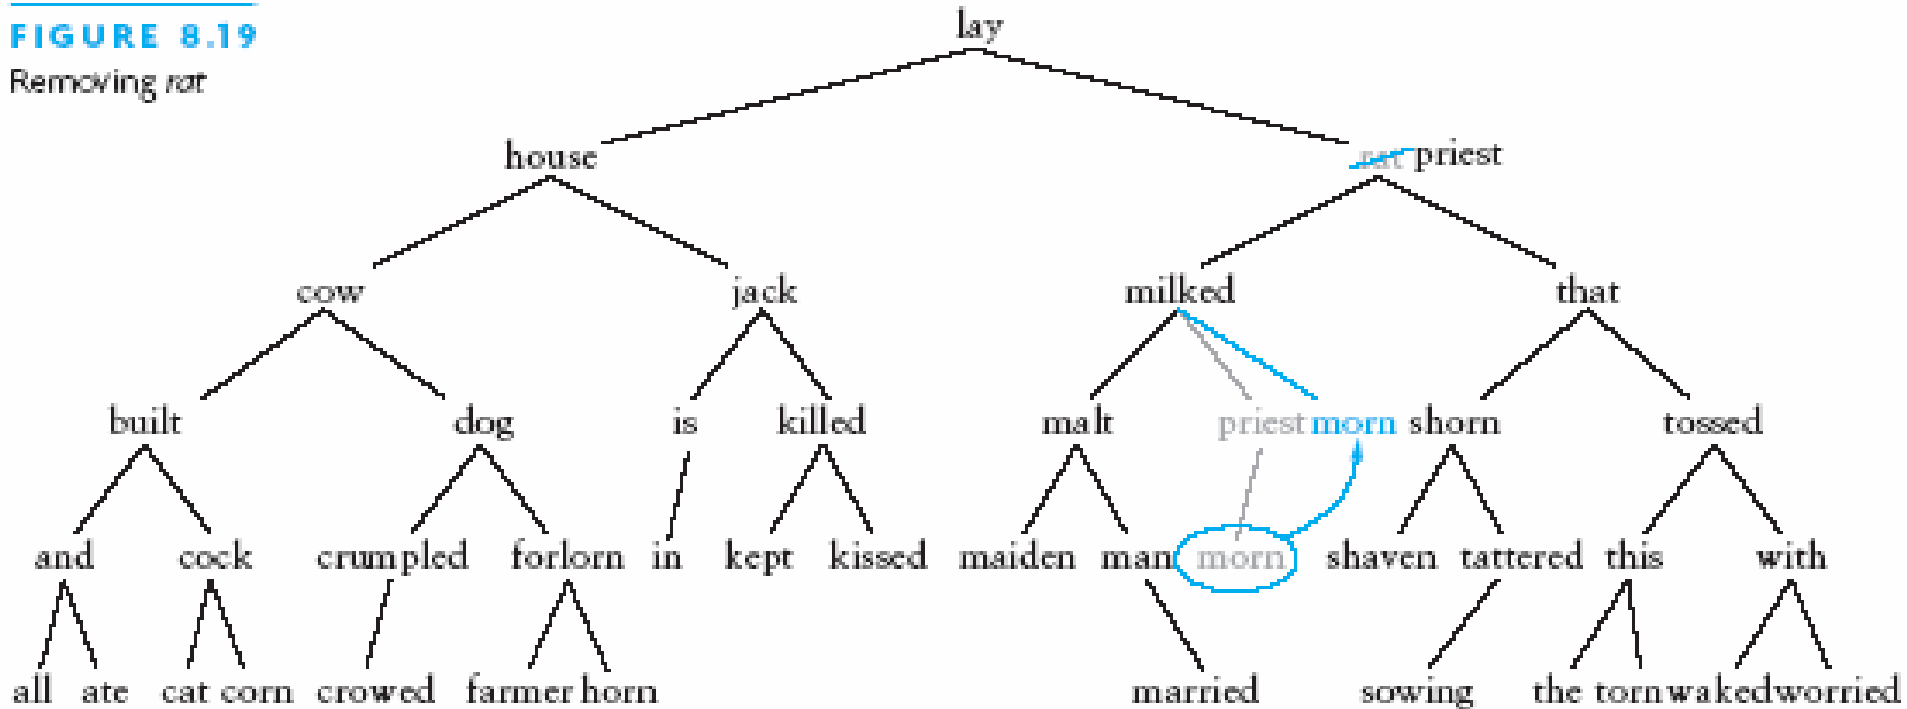 FIGURE 8.19
Removing rat
lay
house rat priest
cow jack milked that
built dog is killed malt priest morn shorn tossed
and cock crumpled forlorn in kept kissed maiden man morn shaven tattered this with
all ate cat corn crowed farmer horn married sowing the torn waked worried